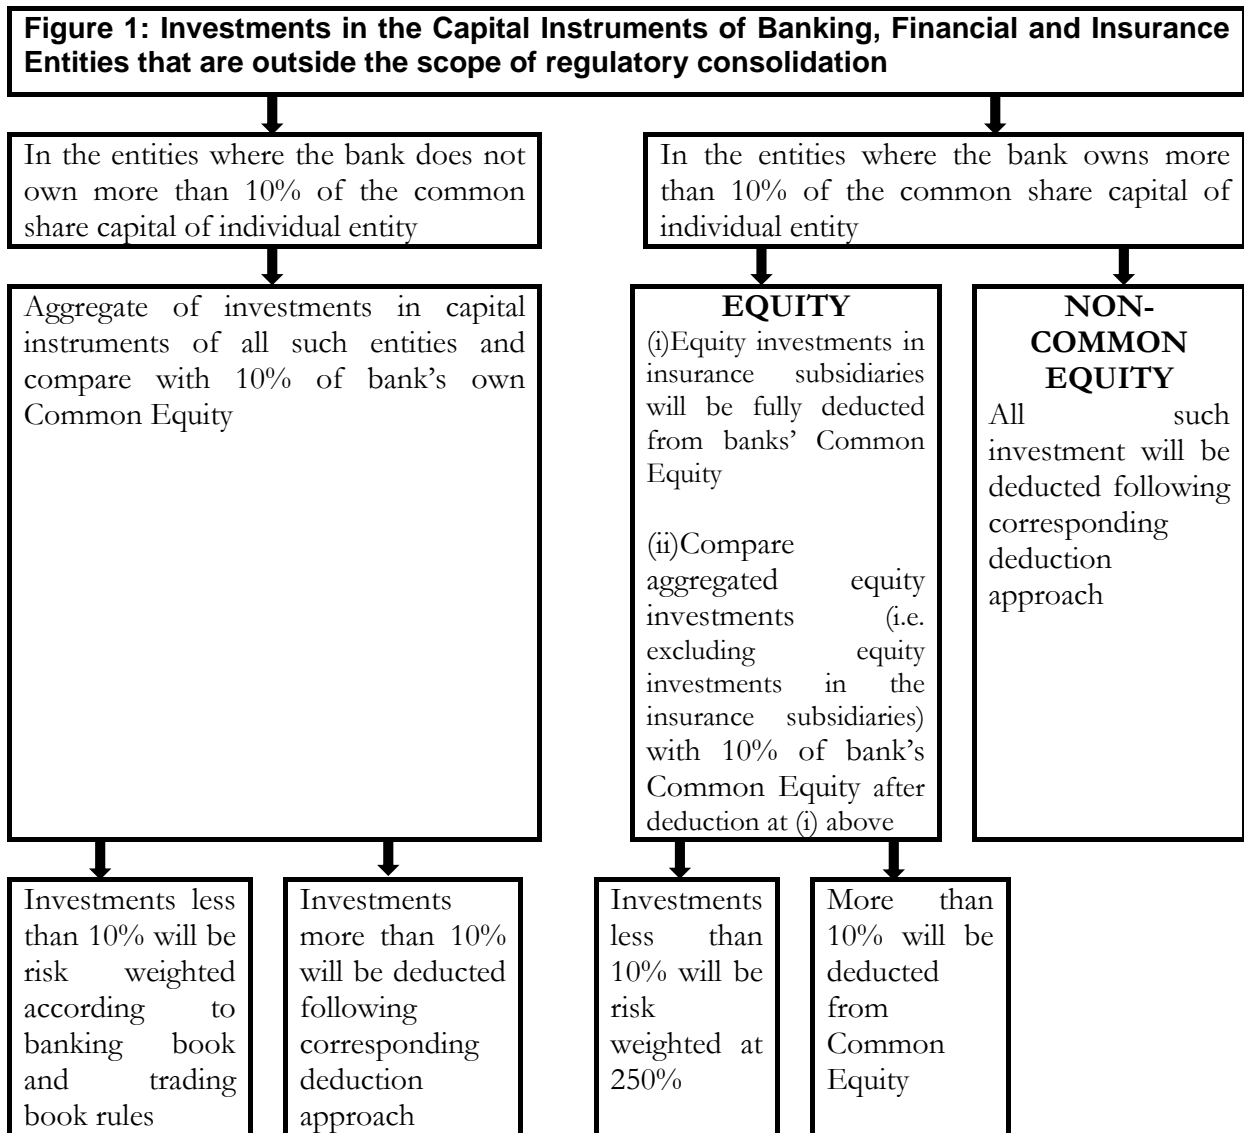 Figure 1: Investments in the Capital Instruments of Banking, Financial and Insurance
Entities that are outside the scope of regulatory consolidation
In the entities where the bank does not
own more than 10% of the common
share capital of individual entity
In the entities where the bank owns more
than 10% of the common share capital of
individual entity
Aggregate of investments in capital
instruments of all such entities and
compare with 10% of bank’s own
Common Equity
EQUITY
(i)Equity investments in
insurance subsidiaries
will be fully deducted
from banks’ Common
Equity
(ii)Compare
aggregated equity
investments (i.e.
excluding equity
investments in the
insurance subsidiaries)
with 10% of bank’s
Common Equity after
deduction at (i) above
NON-
COMMON
EQUITY
All such
investment will be
deducted following
corresponding
deduction
approach
Investments less
than 10% will be
risk weighted
according to
banking book
and trading
book rules
Investments
more than 10%
will be deducted
following
corresponding
deduction
approach
Investments
less than
10% will be
risk
weighted at
250%
More than
10% will be
deducted
from
Common
Equity